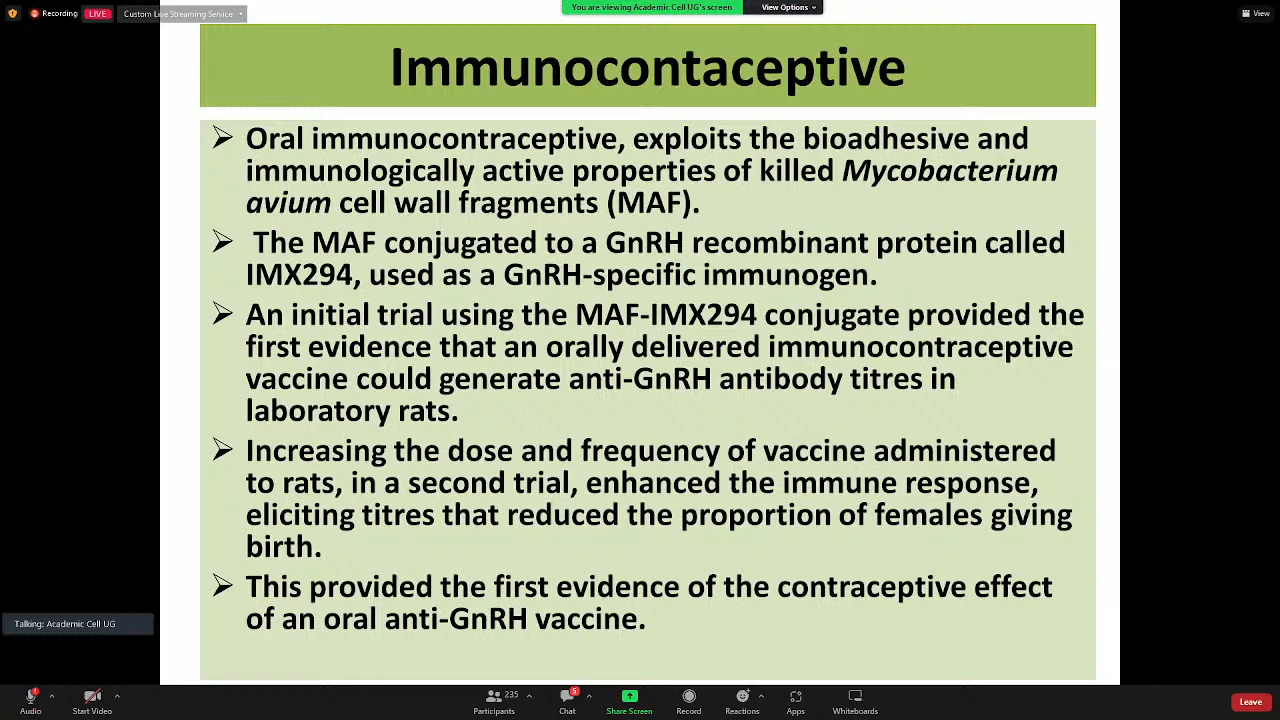 Recording LIVE Custom Live Streaming Service You are viewing Academic Cell UG's screen View Options View
Immunocontaceptive
➢ Oral immunocontraceptive, exploits the bioadhesive and
immunologically active properties of killed Mycobacterium
avium cell wall fragments (MAF).
➢ The MAF conjugated to a GnRH recombinant protein called
IMX294, used as a GnRH-specific immunogen.
➢ An initial trial using the MAF-IMX294 conjugate provided the
first evidence that an orally delivered immunocontraceptive
vaccine could generate anti-GnRH antibody titres in
laboratory rats.
➢ Increasing the dose and frequency of vaccine administered
to rats, in a second trial, enhanced the immune response,
eliciting titres that reduced the proportion of females giving
birth.
➢ This provided the first evidence of the contraceptive effect
of an oral anti-GnRH vaccine.
Talking: Academic Cell UG
235 5
Audio Start Video Participants Chat Share Screen Record Reactions Apps Whiteboards Leave